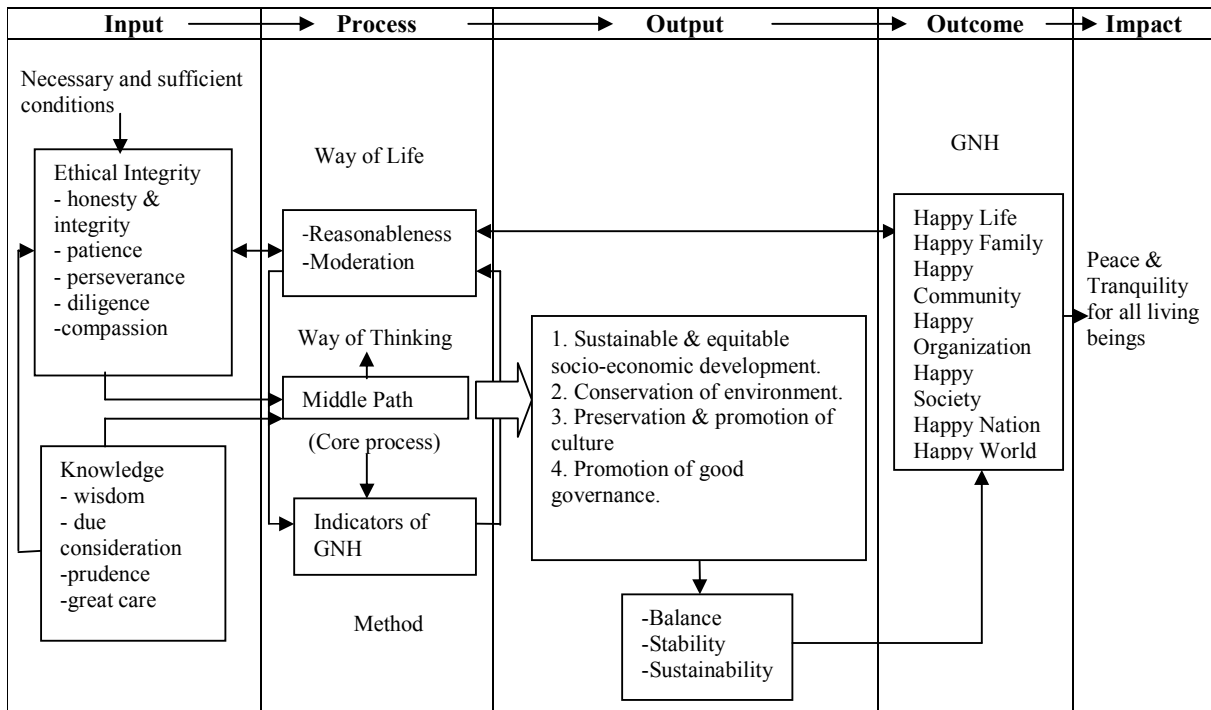 Input Process Output Outcome Impact
Necessary and sufficient
conditions
Ethical Integrity
- honesty &
integrity
- patience
- perseverance
- diligence
-compassion
Knowledge
- wisdom
- due
consideration
-prudence
-great care
Way of Life
-Reasonableness
-Moderation
Way of Thinking
Middle Path
(Core process)
Indicators of
GNH
Method
1. Sustainable & equitable
socio-economic development.
2. Conservation of environment.
3. Preservation & promotion of
culture
4. Promotion of good
governance.
-Balance
-Stability
-Sustainability
GNH
Happy Life
Happy Family
Happy
Community
Happy
Organization
Happy
Society
Happy Nation
Happy World
Peace &
Tranquility
for all living
beings